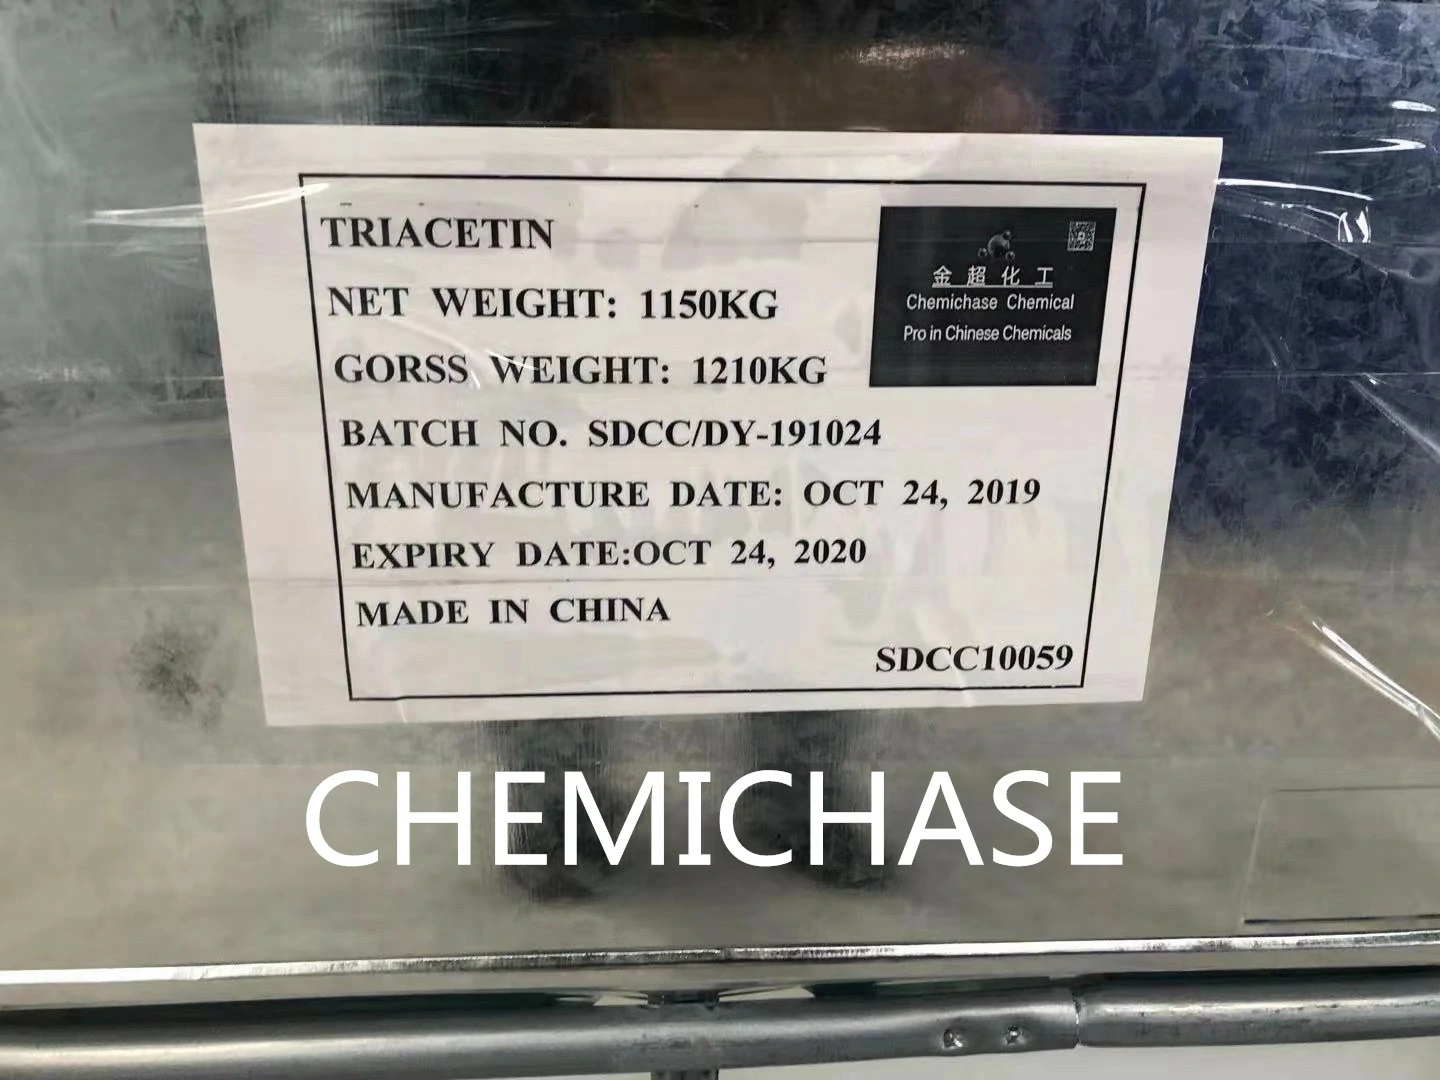 TRIACETIN
NET WEIGHT: 1150KG
GORSS WEIGHT: 1210KG
BATCH NO. SDCC/DY-191024
MANUFACTURE DATE: OCT 24, 2019
EXPIRY DATE:OCT 24, 2020
MADE IN CHINA
SDCC10059
金超化工
Chemichase Chemical
Pro in Chinese Chemicals
CHEMICHASE